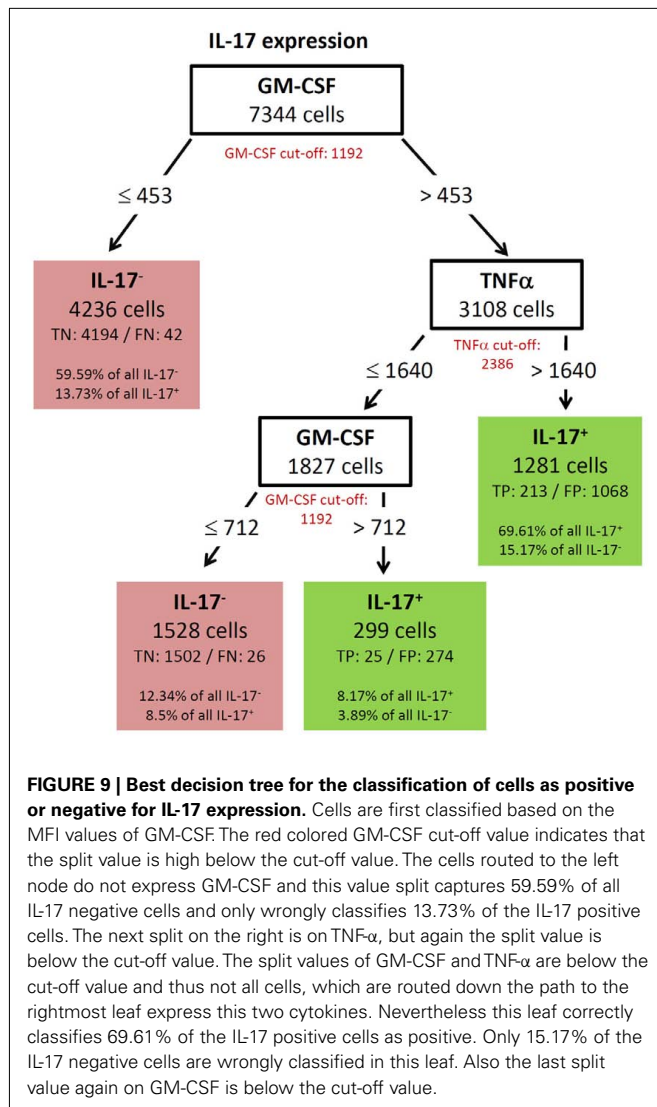 IL-17 expression
GM-CSF
7344 cells
GM-CSF cut-off: 1192
≤ 453
> 453
IL-17⁻
4236 cells
TN: 4194 / FN: 42
59.59% of all IL-17⁻
13.73% of all IL-17⁺
TNFα
3108 cells
TNFα cut-off:
2386
≤ 1640
> 1640
GM-CSF
1827 cells
GM-CSF cut-off:
1192
≤ 712
> 712
IL-17⁺
1281 cells
TP: 213 / FP: 1068
69.61% of all IL-17⁺
15.17% of all IL-17⁻
IL-17⁻
1528 cells
TN: 1502 / FN: 26
12.34% of all IL-17⁻
8.5% of all IL-17⁺
IL-17⁺
299 cells
TP: 25 / FP: 274
8.17% of all IL-17⁺
3.89% of all IL-17⁻
FIGURE 9 | Best decision tree for the classification of cells as positive
or negative for IL-17 expression. Cells are first classified based on the
MFI values of GM-CSF. The red colored GM-CSF cut-off value indicates that
the split value is high below the cut-off value. The cells routed to the left
node do not express GM-CSF and this value split captures 59.59% of all
IL-17 negative cells and only wrongly classifies 13.73% of the IL-17 positive
cells. The next split on the right is on TNF-α, but again the split value is
below the cut-off value. The split values of GM-CSF and TNF-α are below the
cut-off value and thus not all cells, which are routed down the path to the
rightmost leaf express this two cytokines. Nevertheless this leaf correctly
classifies 69.61% of the IL-17 positive cells as positive. Only 15.17% of the
IL-17 negative cells are wrongly classified in this leaf. Also the last split
value again on GM-CSF is below the cut-off value.